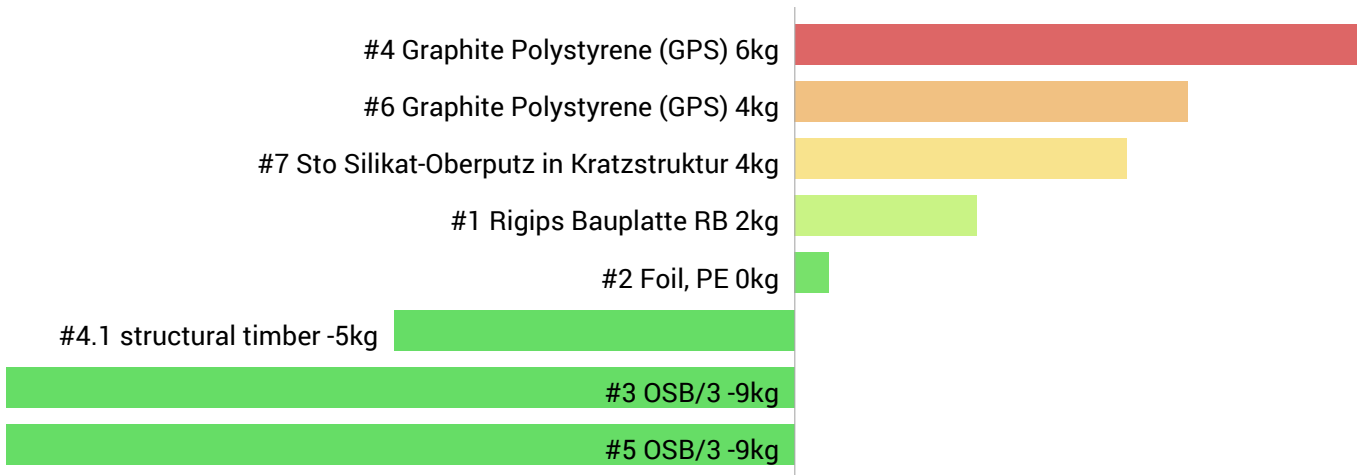 #4 Graphite Polystyrene (GPS) 6kg
#6 Graphite Polystyrene (GPS) 4kg
#7 Sto Silikat-Oberputz in Kratzstruktur 4kg
#1 Rigips Bauplatte RB 2kg
#2 Foil, PE 0kg
#4.1 structural timber -5kg
#3 OSB/3 -9kg
#5 OSB/3 -9kg